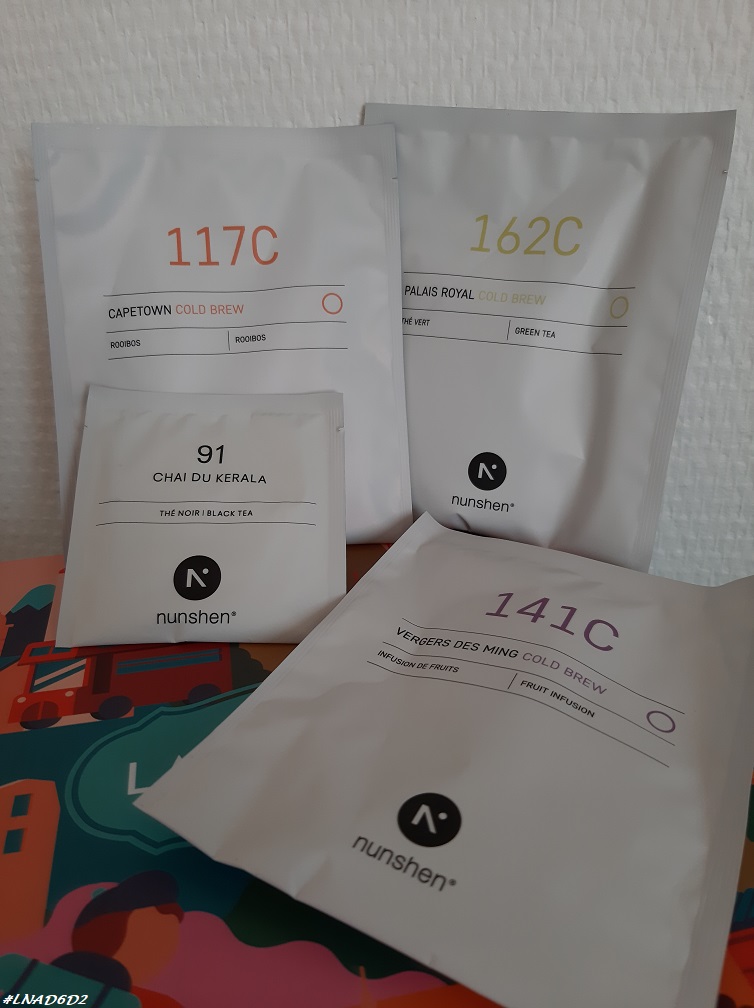 117C
CAPETOWN COLD BREW
ROOIBOS
ROOIBOS
162C
PALAIS ROYAL COLD BREW
THÉ VERT
GREEN TEA
nunshen®
91
CHAI DU KERALA
THÉ NOIR | BLACK TEA
nunshen®
141C
VERGERS DES MING COLD BREW
INFUSION DE FRUITS
FRUIT INFUSION
nunshen®
#LNAD6D2